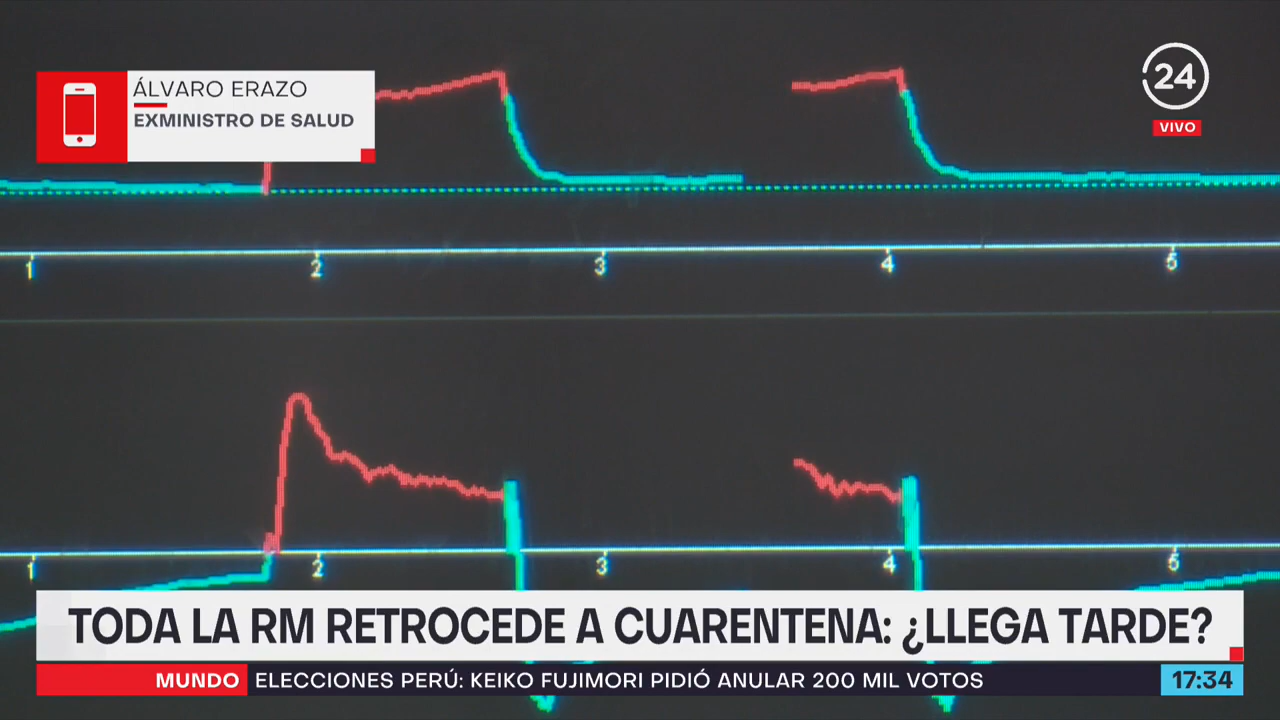 ÁLVARO ERAZO
EXMINISTRO DE SALUD
24
VIVO
1 2 3 4 5
1 2 3 4 5
TODA LA RM RETROCEDE A CUARENTENA: ¿LLEGA TARDE?
MUNDO ELECCIONES PERÚ: KEIKO FUJIMORI PIDIÓ ANULAR 200 MIL VOTOS 17:34